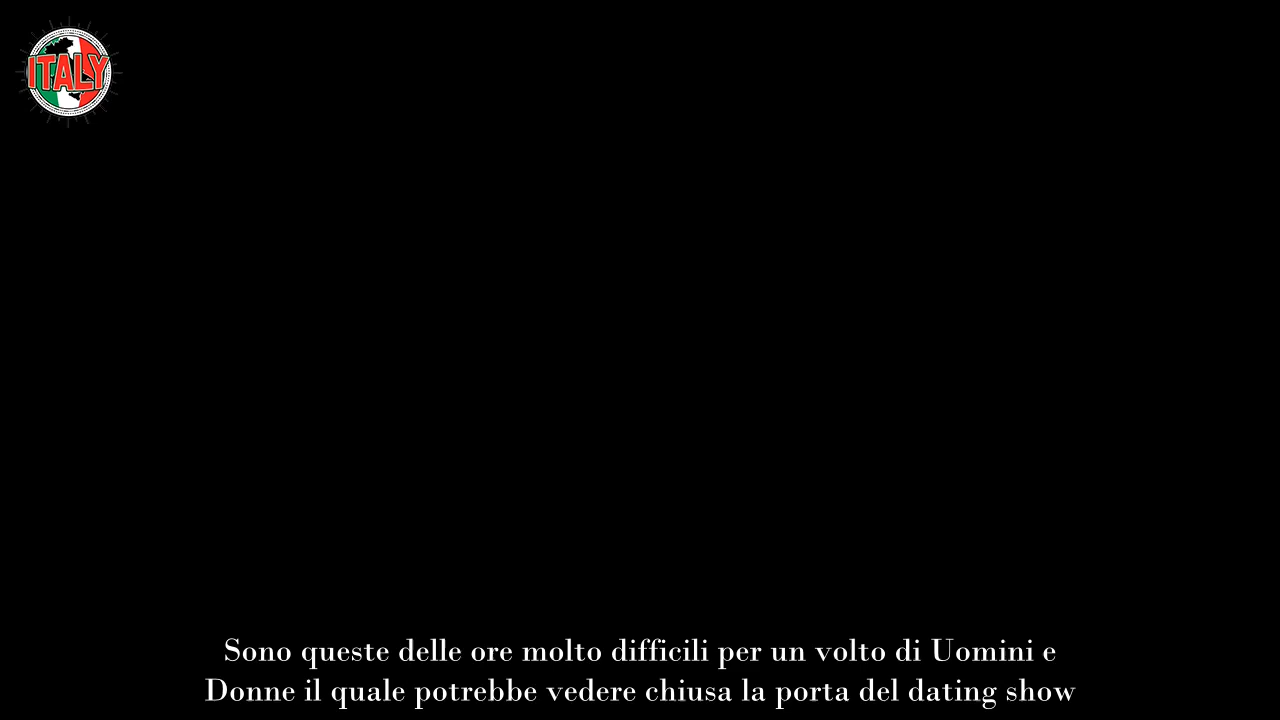 ITALY
Sono queste delle ore molto difficili per un volto di Uomini e
Donne il quale potrebbe vedere chiusa la porta del dating show